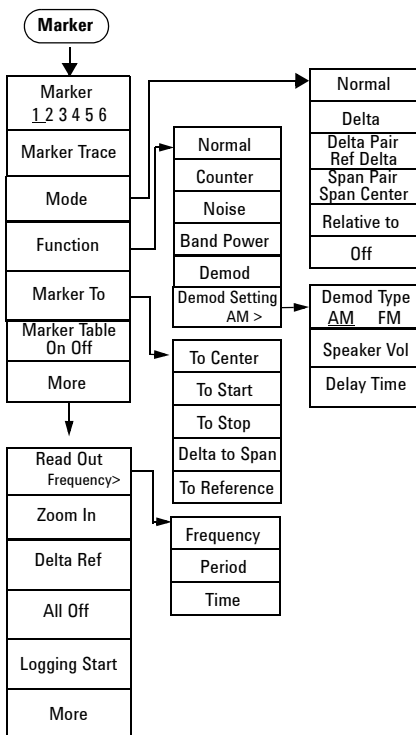 Marker
Marker
1 2 3 4 5 6
Marker Trace
Mode
Function
Marker To
Marker Table
On Off
More
Read Out
Frequency>
Zoom In
Delta Ref
All Off
Logging Start
More
Normal
Counter
Noise
Band Power
Demod
Demod Setting
AM >
To Center
To Start
To Stop
Delta to Span
To Reference
Frequency
Period
Time
Normal
Delta
Delta Pair
Ref Delta
Span Pair
Span Center
Relative to
Off
Demod Type
AM FM
Speaker Vol
Delay Time